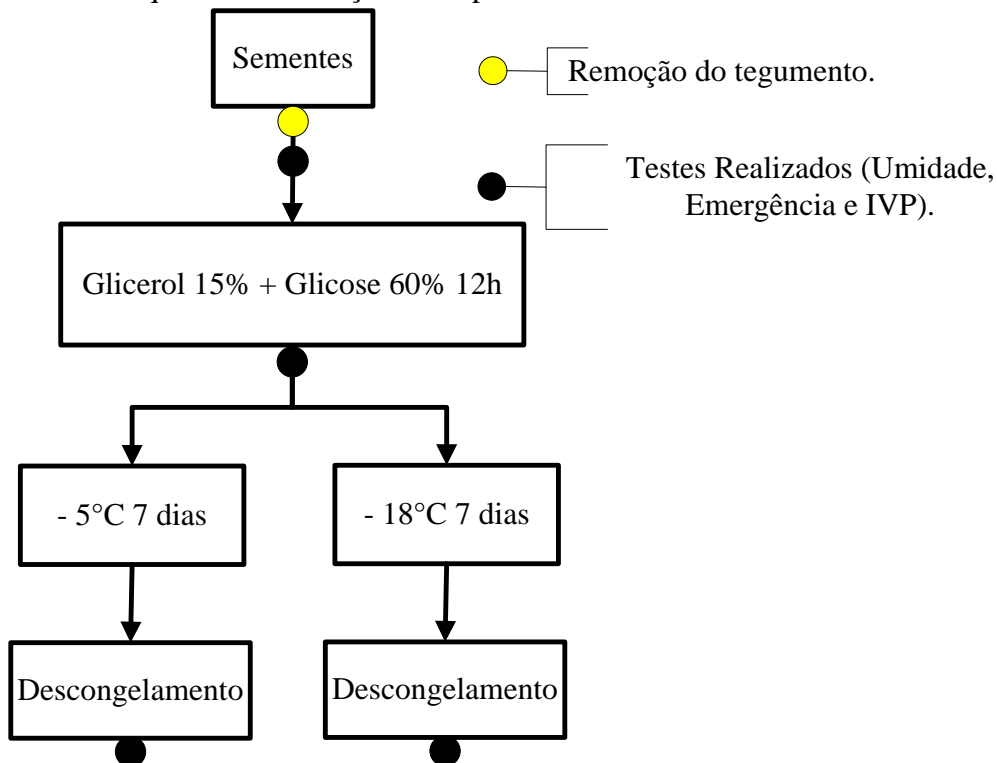 Sementes
Remoção do tegumento.
Testes Realizados (Umidade,
Emergência e IVP).
Glicerol 15% + Glicose 60% 12h
- 5°C 7 dias
- 18°C 7 dias
Descongelamento
Descongelamento